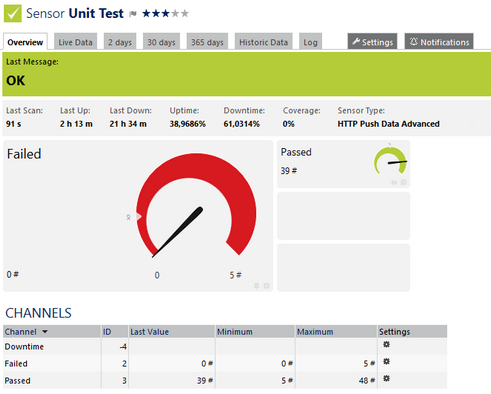 Sensor Unit Test
Overview Live Data 2 days 30 days 365 days Historic Data Log Settings Notifications
Last Message:
OK
Last Scan: Last Up: Last Down: Uptime: Downtime: Coverage: Sensor Type:
91 s 2 h 13 m 21 h 34 m 38,9686% 61,0314% 0% HTTP Push Data Advanced
Failed
0 #
0
5 #
Passed
39 #
CHANNELS
Channel ID Last Value Minimum Maximum Settings
Downtime -4
Failed 2 0 # 0 # 5 #
Passed 3 39 # 5 # 48 #